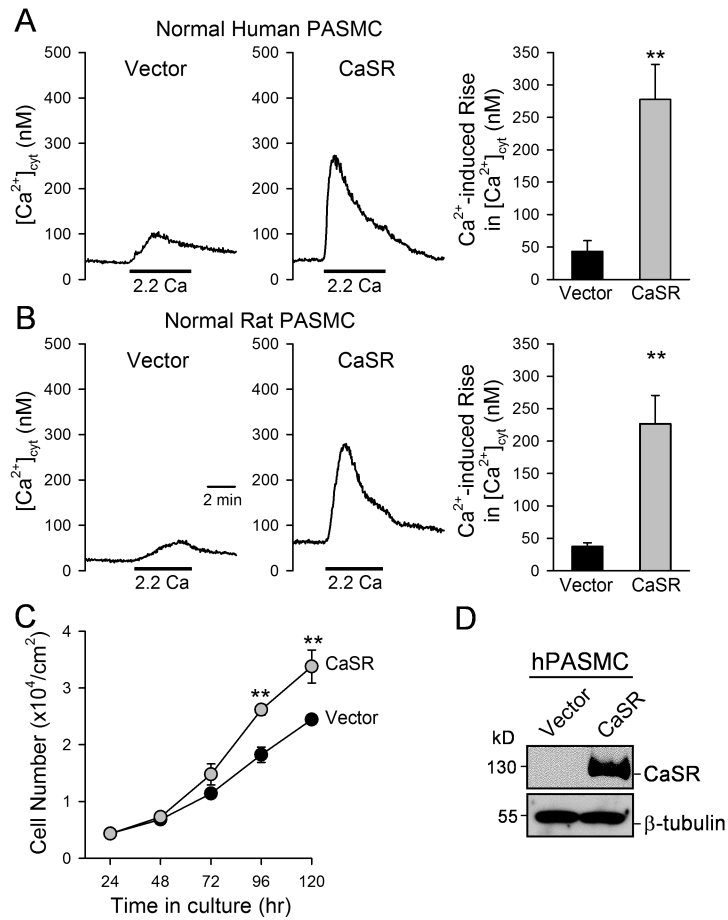 A
Normal Human PASMC
[Ca²⁺]cyt (nM)
500
400
300
200
100
0
Vector
2.2 Ca
500
400
300
200
100
0
CaSR
2.2 Ca
Ca²⁺-induced Rise
in [Ca²⁺]cyt (nM)
350
300
250
200
150
100
50
0
**
Vector CaSR
B
Normal Rat PASMC
[Ca²⁺]cyt (nM)
500
400
300
200
100
0
Vector
2 min
2.2 Ca
500
400
300
200
100
0
CaSR
2.2 Ca
Ca²⁺-induced Rise
in [Ca²⁺]cyt (nM)
350
300
250
200
150
100
50
0
**
Vector CaSR
C
Cell Number (x10⁴/cm²)
4
3
2
1
0
**
**
CaSR
Vector
24 48 72 96 120
Time in culture (hr)
D
hPASMC
Vector CaSR
kD
130 CaSR
55 β-tubulin